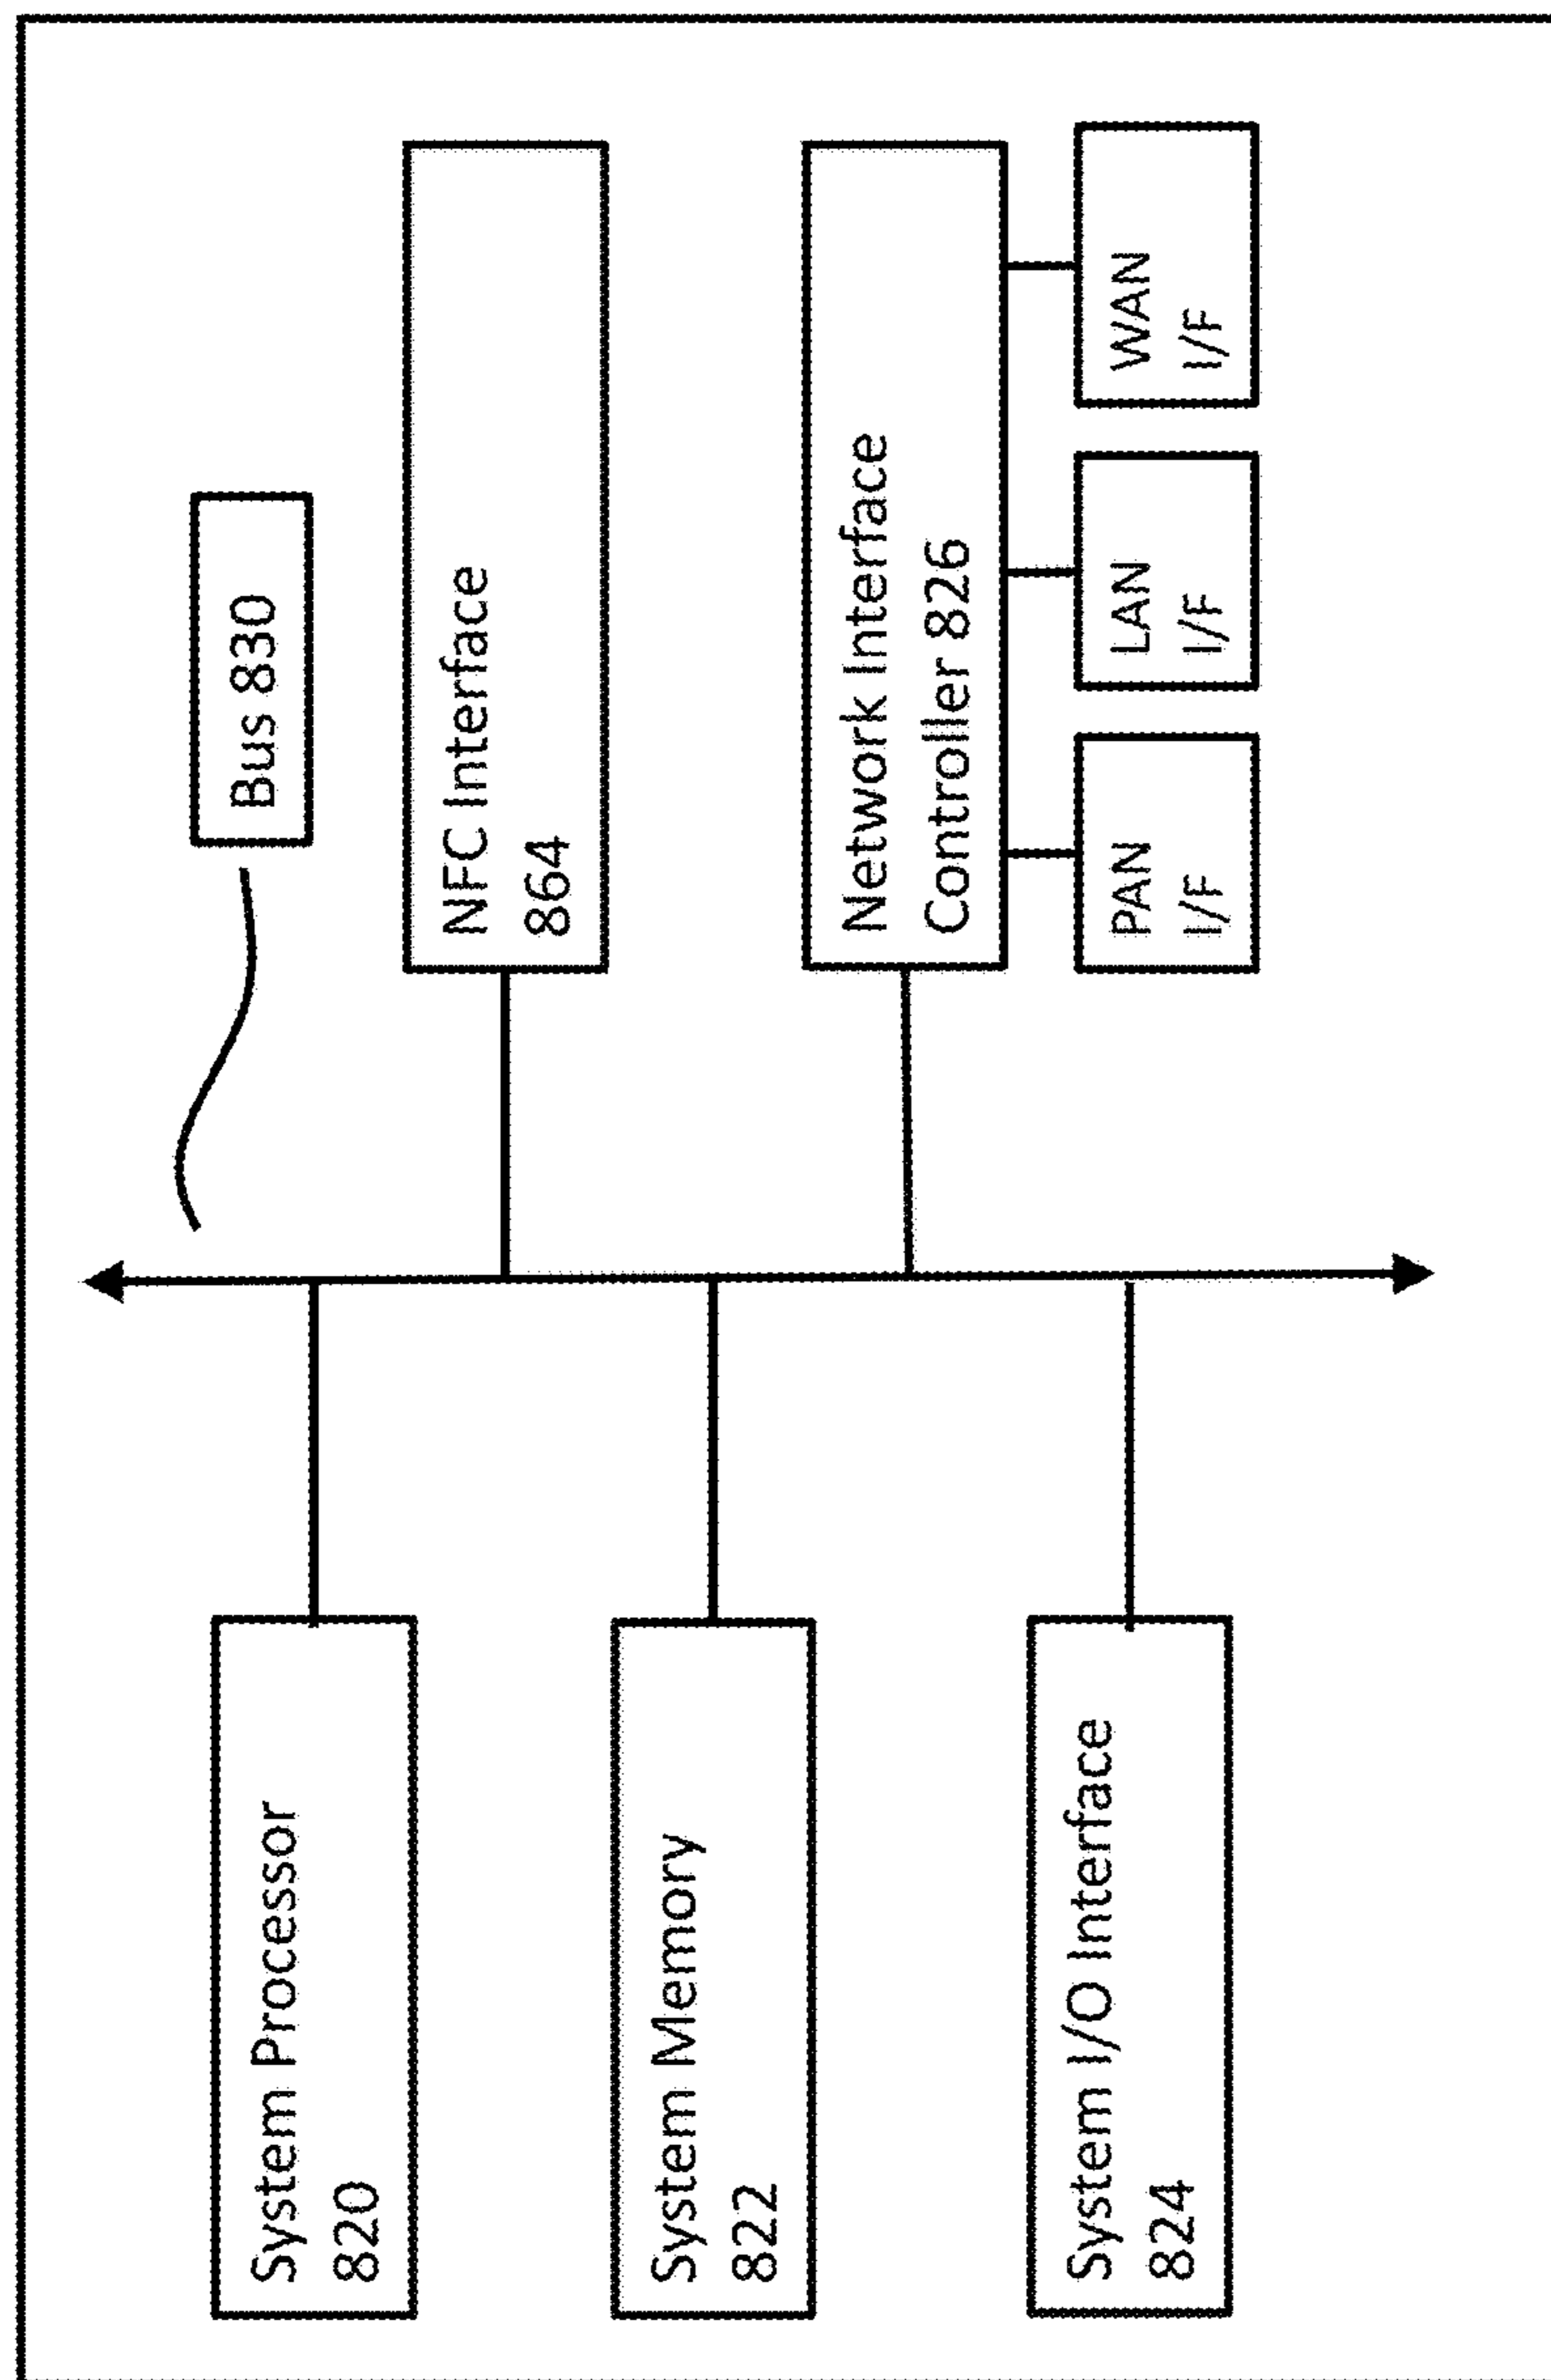 System Processor
820
System Memory
822
System I/O Interface
824
Bus 830
NFC Interface
864
Network Interface
Controller 826
PAN
I/F
LAN
I/F
WAN
I/F